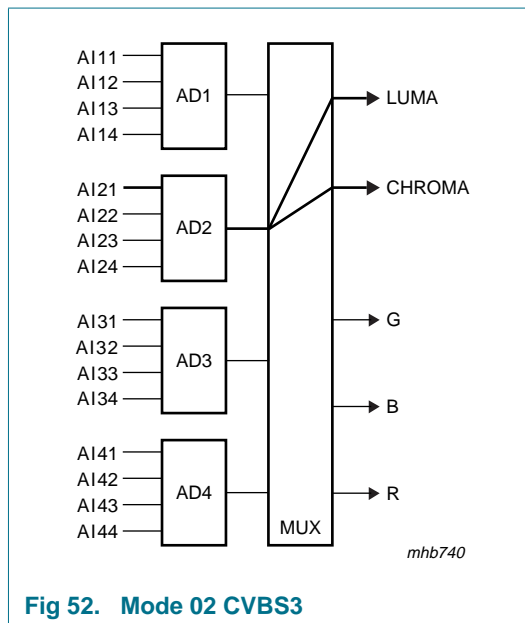 AI11
AI12
AI13
AI14
AD1
AI21
AI22
AI23
AI24
AD2
AI31
AI32
AI33
AI34
AD3
AI41
AI42
AI43
AI44
AD4
MUX
LUMA
CHROMA
G
B
R
mhb740
Fig 52. Mode 02 CVBS3